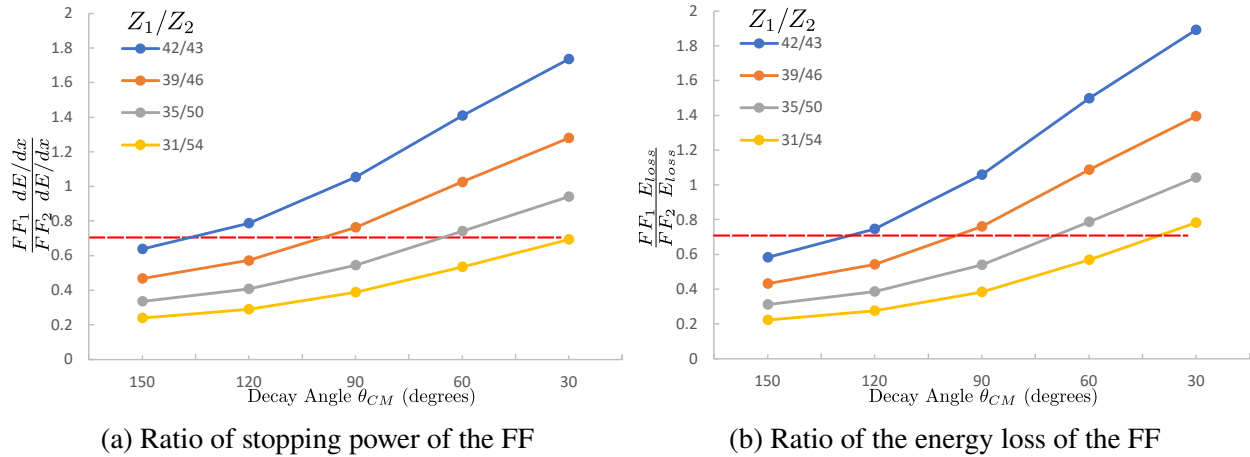 Z₁/Z₂
42/43
39/46
35/50
31/54
2
1.8
1.6
1.4
1.2
1
0.8
0.6
0.4
0.2
0
FF₁ dE/dx
FF₂ dE/dx
150 120 90 60 30
Decay Angle θ_CM (degrees)
(a) Ratio of stopping power of the FF
Z₁/Z₂
42/43
39/46
35/50
31/54
2
1.8
1.6
1.4
1.2
1
0.8
0.6
0.4
0.2
0
FF₁ E_loss
FF₂ E_loss
150 120 90 60 30
Decay Angle θ_CM (degrees)
(b) Ratio of the energy loss of the FF